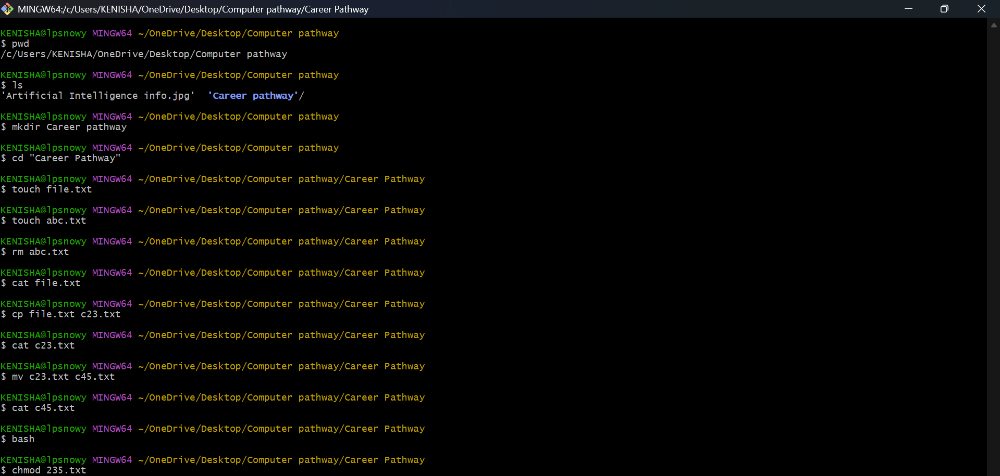 MINGW64:/c/Users/KENISHA/OneDrive/Desktop/Computer pathway/Career Pathway
KENISHA@lpsnowy MINGW64 ~/OneDrive/Desktop/Computer pathway
$ pwd
/c/Users/KENISHA/OneDrive/Desktop/Computer pathway
KENISHA@lpsnowy MINGW64 ~/OneDrive/Desktop/Computer pathway
$ ls
'Artificial Intelligence info.jpg'  'Career pathway'/
KENISHA@lpsnowy MINGW64 ~/OneDrive/Desktop/Computer pathway
$ mkdir Career pathway
KENISHA@lpsnowy MINGW64 ~/OneDrive/Desktop/Computer pathway
$ cd "Career Pathway"
KENISHA@lpsnowy MINGW64 ~/OneDrive/Desktop/Computer pathway/Career Pathway
$ touch file.txt
KENISHA@lpsnowy MINGW64 ~/OneDrive/Desktop/Computer pathway/Career Pathway
$ touch abc.txt
KENISHA@lpsnowy MINGW64 ~/OneDrive/Desktop/Computer pathway/Career Pathway
$ rm abc.txt
KENISHA@lpsnowy MINGW64 ~/OneDrive/Desktop/Computer pathway/Career Pathway
$ cat file.txt
KENISHA@lpsnowy MINGW64 ~/OneDrive/Desktop/Computer pathway/Career Pathway
$ cp file.txt c23.txt
KENISHA@lpsnowy MINGW64 ~/OneDrive/Desktop/Computer pathway/Career Pathway
$ cat c23.txt
KENISHA@lpsnowy MINGW64 ~/OneDrive/Desktop/Computer pathway/Career Pathway
$ mv c23.txt c45.txt
KENISHA@lpsnowy MINGW64 ~/OneDrive/Desktop/Computer pathway/Career Pathway
$ cat c45.txt
KENISHA@lpsnowy MINGW64 ~/OneDrive/Desktop/Computer pathway/Career Pathway
$ bash
KENISHA@lpsnowy MINGW64 ~/OneDrive/Desktop/Computer pathway/Career Pathway
$ chmod 235.txt